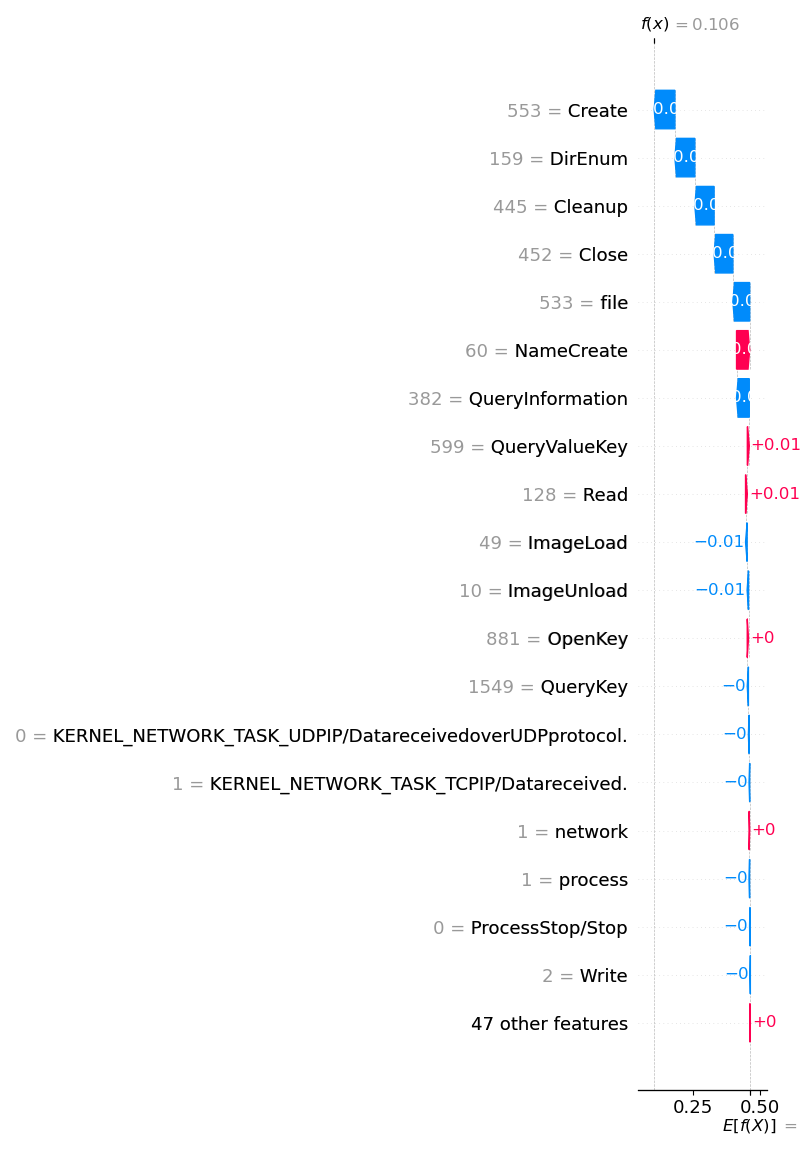 f(x) = 0.106
553 = Create
159 = DirEnum
445 = Cleanup
452 = Close
533 = file
60 = NameCreate
382 = QueryInformation
599 = QueryValueKey +0.01
128 = Read +0.01
49 = ImageLoad −0.01
10 = ImageUnload −0.01
881 = OpenKey +0
1549 = QueryKey −0
0 = KERNEL_NETWORK_TASK_UDPIP/DatareceivedoverUDPprotocol. −0
1 = KERNEL_NETWORK_TASK_TCPIP/Datareceived. −0
1 = network +0
1 = process −0
0 = ProcessStop/Stop −0
2 = Write −0
47 other features +0
0.25 0.50
E[f(X)] =